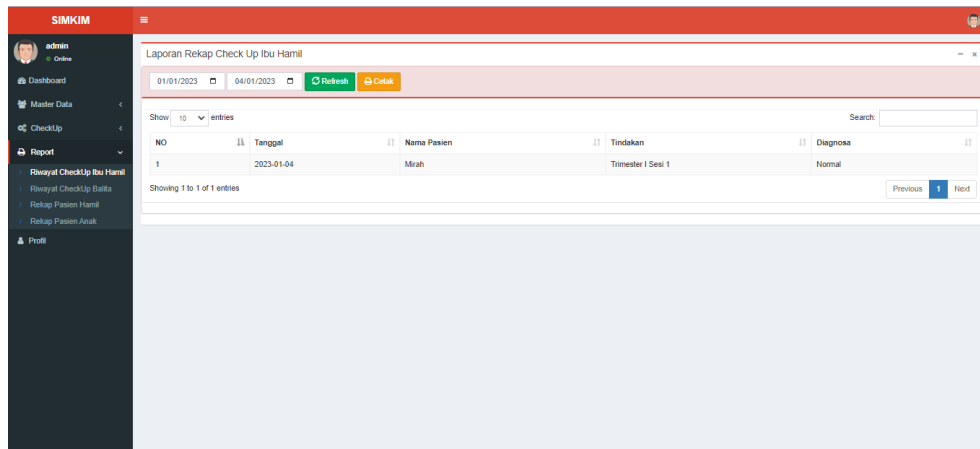 SIMKIM
admin
Online
Dashboard
Master Data
CheckUp
Report
Riwayat CheckUp Ibu Hamil
Riwayat CheckUp Balita
Rekap Pasien Hamil
Rekap Pasien Anak
Profil
Laporan Rekap Check Up Ibu Hamil
01/01/2023 04/01/2023 Refresh Cetak
Show 10 entries Search:
NO Tanggal Nama Pasien Tindakan Diagnosa
1 2023-01-04 Mirah Trimester I Sesi 1 Normal
Showing 1 to 1 of 1 entries Previous 1 Next